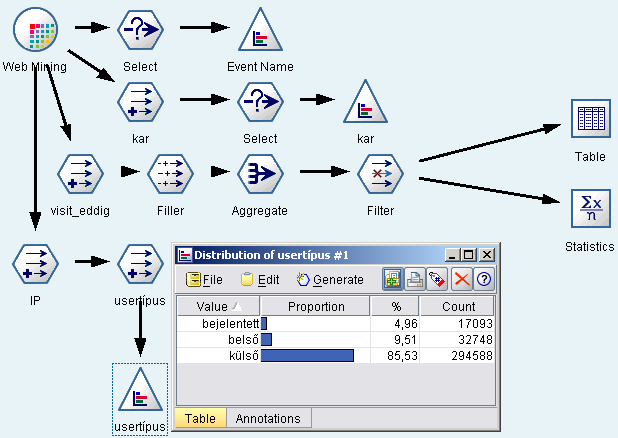 Web Mining
Select
Event Name
kar
Select
kar
Table
visit_eddig
Filler
Aggregate
Filter
Statistics
IP
usertípus
usertípus
Distribution of usertípus #1
File Edit Generate
Value Proportion % Count
bejelentett 4,96 17093
belső 9,51 32748
külső 85,53 294588
Table Annotations